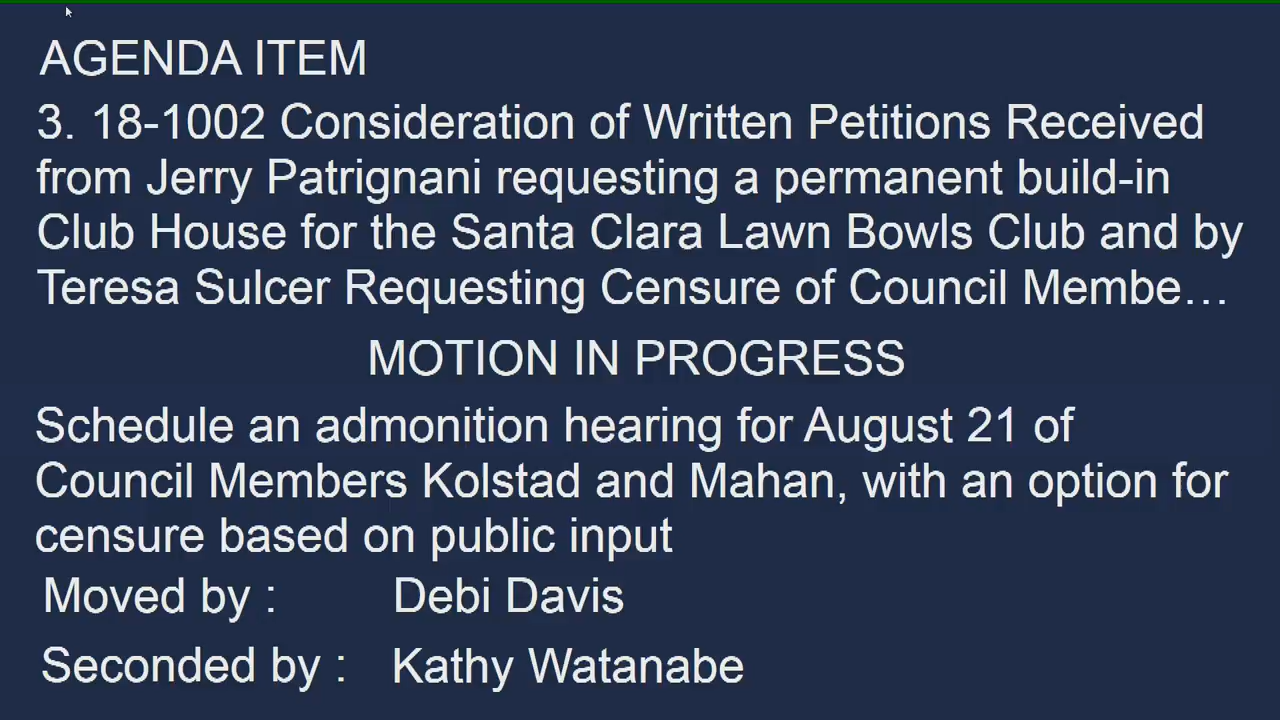 AGENDA ITEM
3. 18-1002 Consideration of Written Petitions Received
from Jerry Patrignani requesting a permanent build-in
Club House for the Santa Clara Lawn Bowls Club and by
Teresa Sulcer Requesting Censure of Council Membe…
MOTION IN PROGRESS
Schedule an admonition hearing for August 21 of
Council Members Kolstad and Mahan, with an option for
censure based on public input
Moved by : Debi Davis
Seconded by : Kathy Watanabe